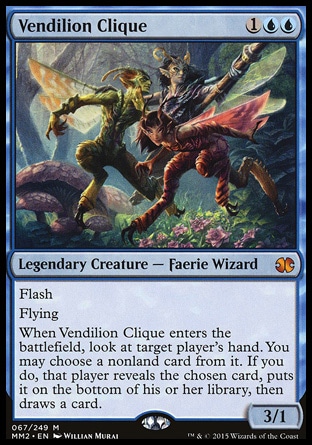 Vendilion Clique 1
Legendary Creature — Faerie Wizard
Flash
Flying
When Vendilion Clique enters the
battlefield, look at target player's hand. You
may choose a nonland card from it. If you
do, that player reveals the chosen card, puts
it on the bottom of his or her library, then
draws a card.
3/1
067/249 M
MM2 • EN Willian Murai ™ & © 2015 Wizards of the Coast